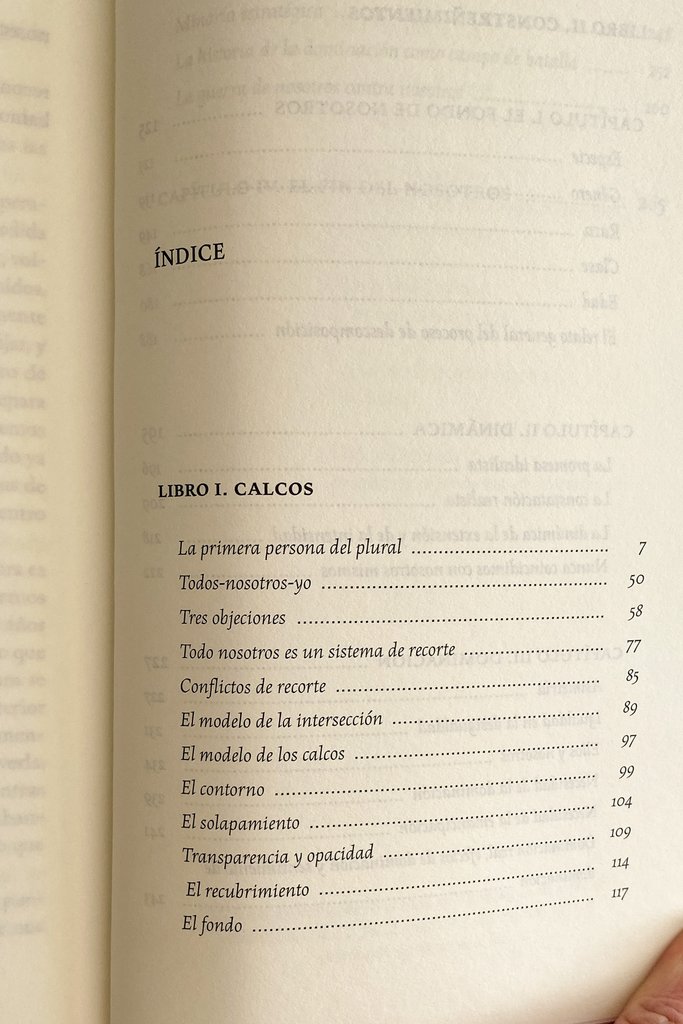 ÍNDICE
LIBRO I. CALCOS
La primera persona del plural ........................................ 7
Todos-nosotros-yo ........................................................ 50
Tres objeciones ............................................................ 58
Todo nosotros es un sistema de recorte ........................... 77
Conflictos de recorte ..................................................... 85
El modelo de la intersección ........................................... 89
El modelo de los calcos ................................................. 97
El contorno .................................................................. 99
El solapamiento ............................................................ 104
Transparencia y opacidad .............................................. 109
El recubrimiento ........................................................... 114
El fondo ...................................................................... 117